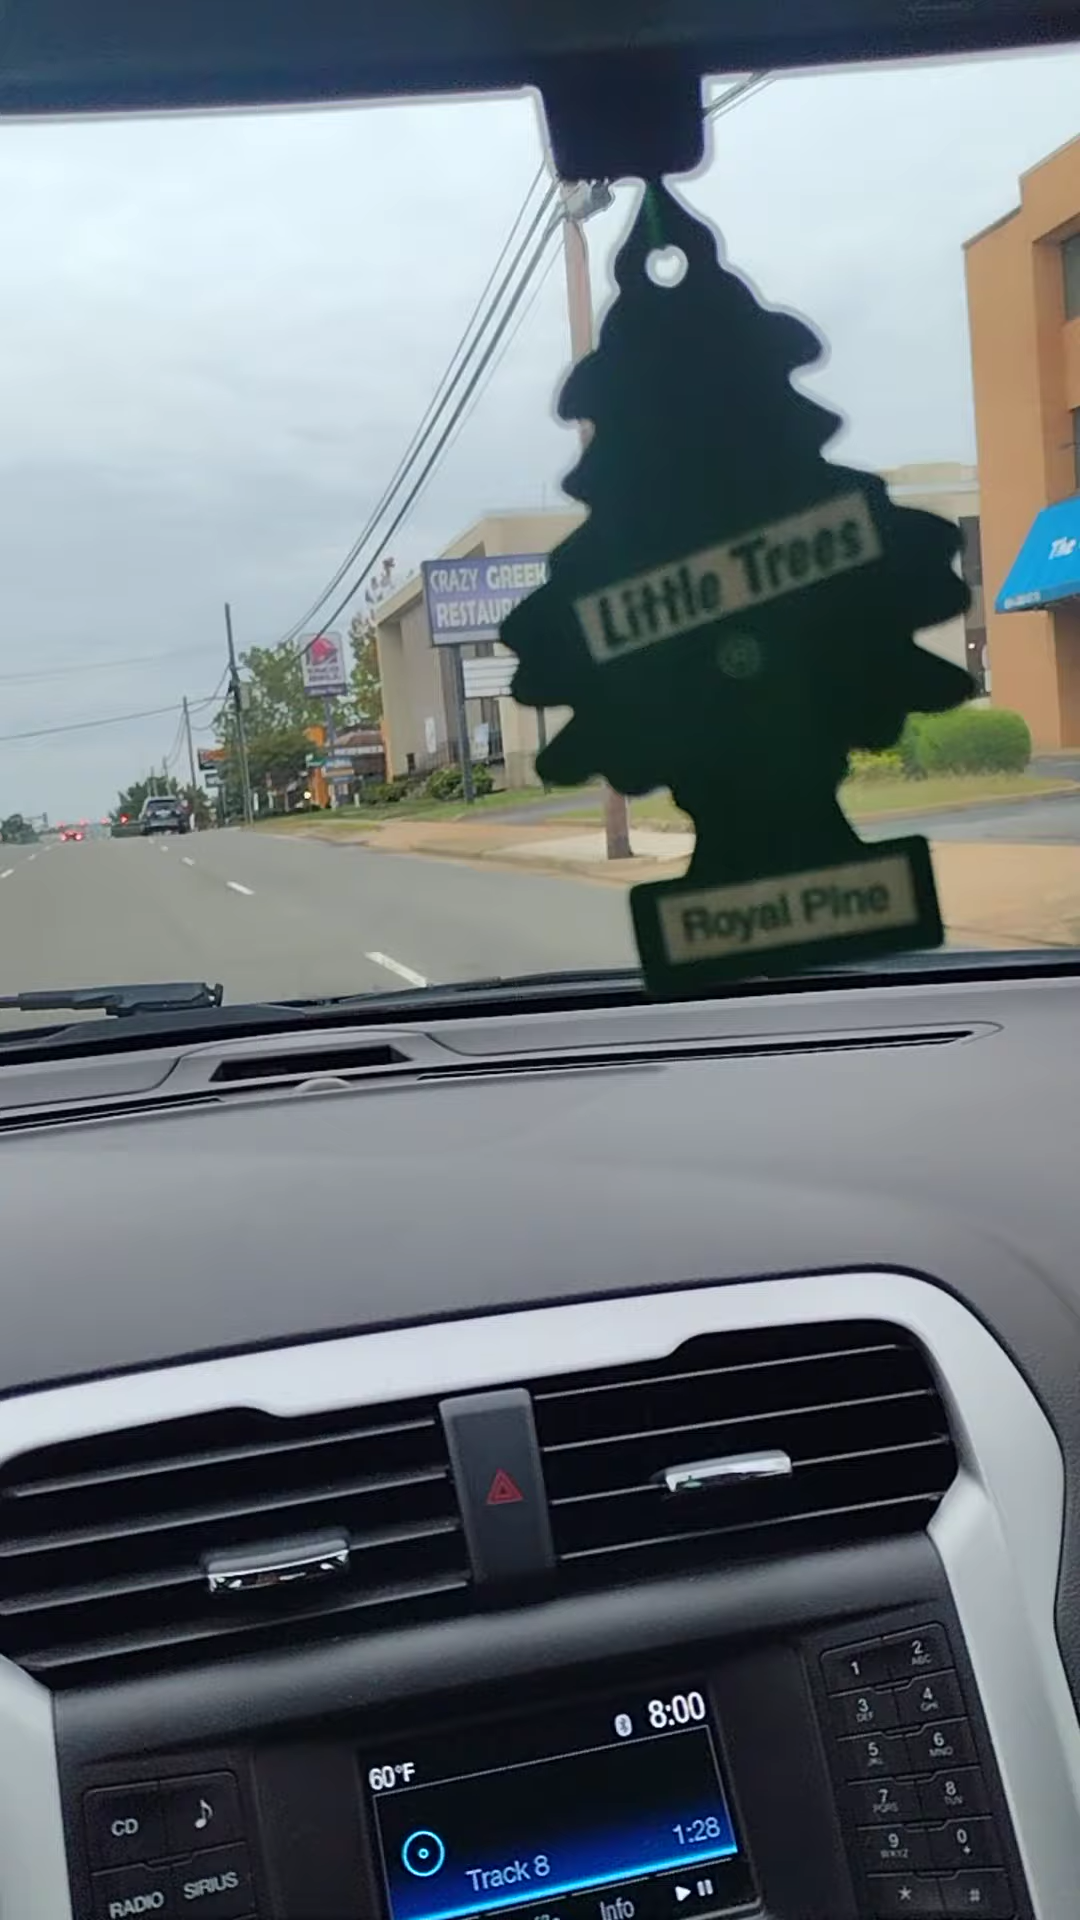 The
CRAZY GREEK
RESTAUR
Little Trees
Royal Pine
8:00
60°F
1:28
Track 8
Info
CD
RADIO
SIRIUS
1
2
ABC
3
DEF
4
GHI
5
JKL
6
MNO
7
PQRS
8
TUV
9
WXYZ
0
+
*
#